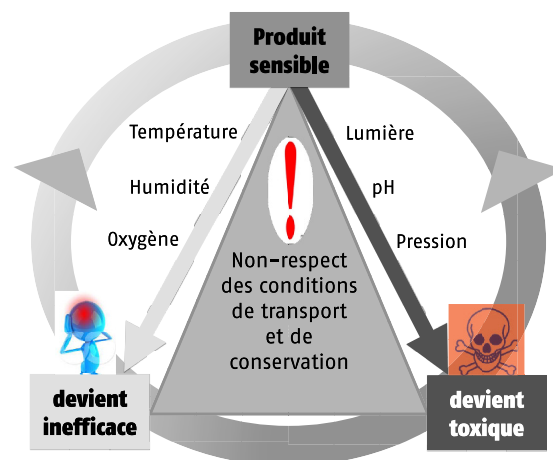 Produit
sensible
Température
Lumière
Humidité
pH
Oxygène
Pression
Non-respect
des conditions
de transport
et de
conservation
devient
inefficace
devient
toxique